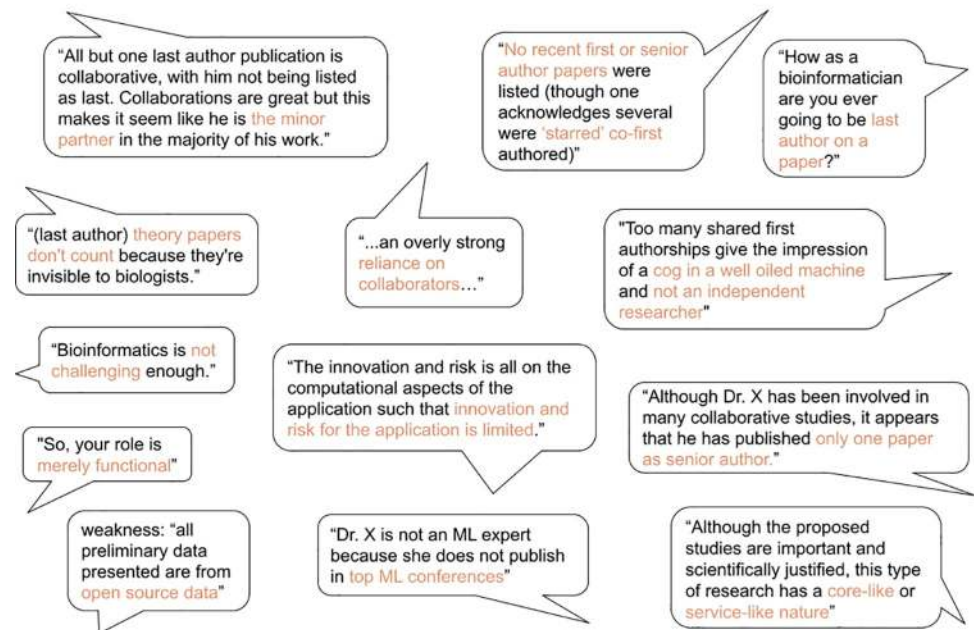 “All but one last author publication is
collaborative, with him not being listed
as last. Collaborations are great but this
makes it seem like he is the minor
partner in the majority of his work.”
“No recent first or senior
author papers were
listed (though one
acknowledges several
were ‘starred’ co-first
authored)”
“How as a
bioinformatician
are you ever
going to be last
author on a
paper?”
“(last author) theory papers
don't count because they're
invisible to biologists.”
“...an overly strong
reliance on
collaborators…”
"Too many shared first
authorships give the impression
of a cog in a well oiled machine
and not an independent
researcher"
“Bioinformatics is not
challenging enough.”
“The innovation and risk is all on the
computational aspects of the
application such that innovation and
risk for the application is limited.”
“Although Dr. X has been involved in
many collaborative studies, it appears
that he has published only one paper
as senior author.”
"So, your role is
merely functional"
weakness: “all
preliminary data
presented are from
open source data”
“Dr. X is not an ML expert
because she does not publish
in top ML conferences”
“Although the proposed
studies are important and
scientifically justified, this type
of research has a core-like or
service-like nature”